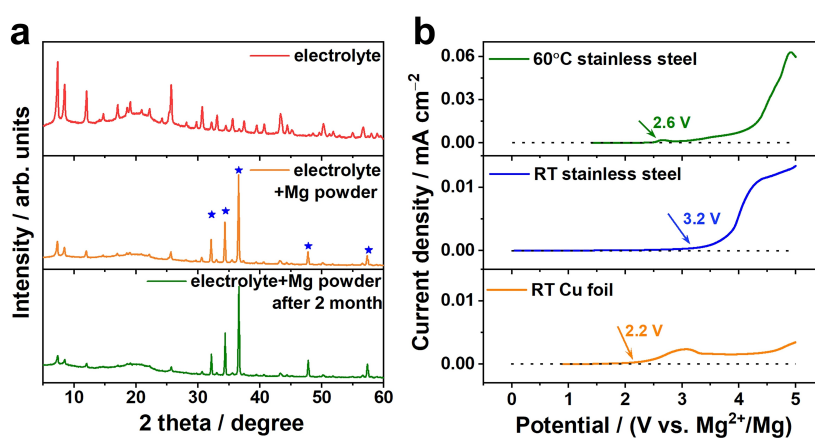 a
electrolyte
electrolyte
+Mg powder
electrolyte+Mg powder
after 2 month
Intensity / arb. units
10 20 30 40 50 60
2 theta / degree
b
60°C stainless steel
0.06
0.03
0.00
2.6 V
RT stainless steel
0.01
0.00
3.2 V
RT Cu foil
0.01
0.00
2.2 V
Current density / mA cm⁻²
0 1 2 3 4 5
Potential / (V vs. Mg²⁺/Mg)